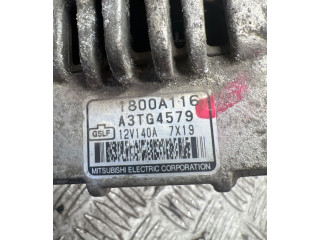 1800A116
A3TG4579
GSLF 12V140A 7X19
MITSUBISHI ELECTRIC CORPORATION